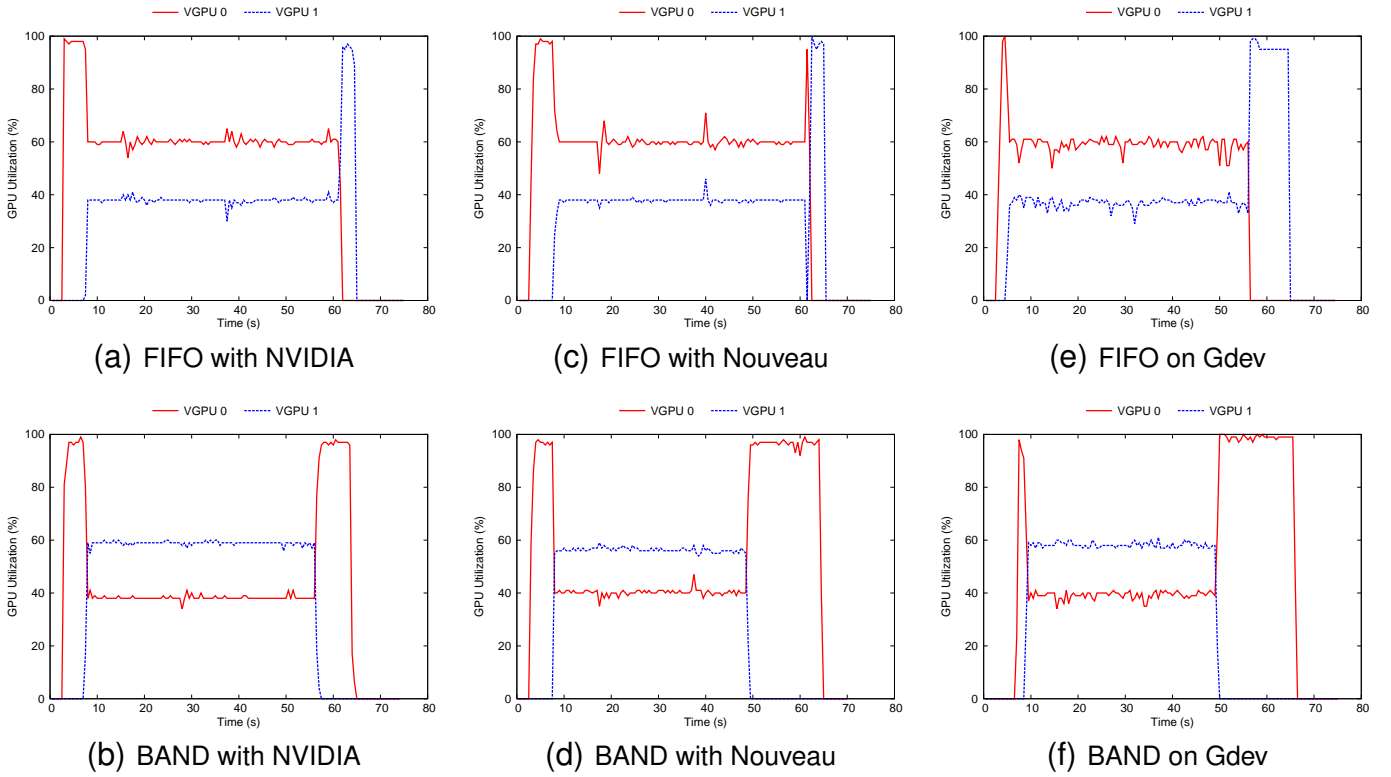 VGPU 0 VGPU 1
100
80
60
40
20
0
GPU Utilization (%)
0 10 20 30 40 50 60 70 80
Time (s)
(a) FIFO with NVIDIA
VGPU 0 VGPU 1
100
80
60
40
20
0
GPU Utilization (%)
0 10 20 30 40 50 60 70 80
Time (s)
(c) FIFO with Nouveau
VGPU 0 VGPU 1
100
80
60
40
20
0
GPU Utilization (%)
0 10 20 30 40 50 60 70 80
Time (s)
(e) FIFO on Gdev
VGPU 0 VGPU 1
100
80
60
40
20
0
GPU Utilization (%)
0 10 20 30 40 50 60 70 80
Time (s)
(b) BAND with NVIDIA
VGPU 0 VGPU 1
100
80
60
40
20
0
GPU Utilization (%)
0 10 20 30 40 50 60 70 80
Time (s)
(d) BAND with Nouveau
VGPU 0 VGPU 1
100
80
60
40
20
0
GPU Utilization (%)
0 10 20 30 40 50 60 70 80
Time (s)
(f) BAND on Gdev